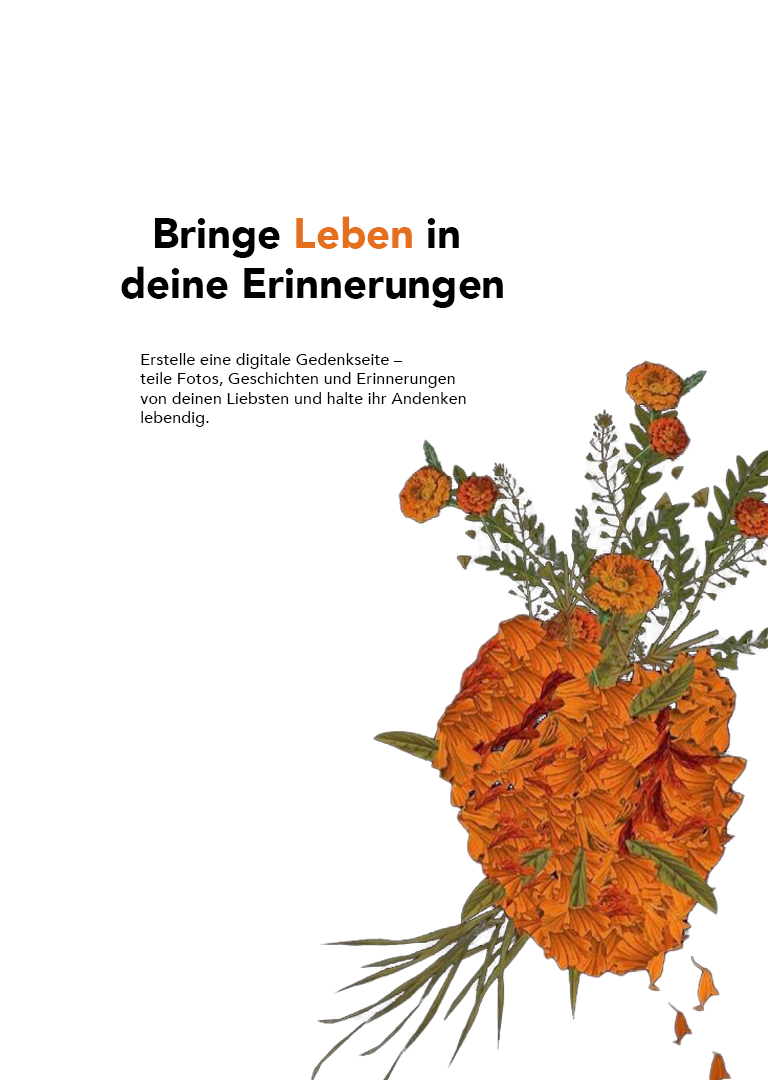 Bringe Leben in
deine Erinnerungen
Erstelle eine digitale Gedenkseite –
teile Fotos, Geschichten und Erinnerungen
von deinen Liebsten und halte ihr Andenken
lebendig.